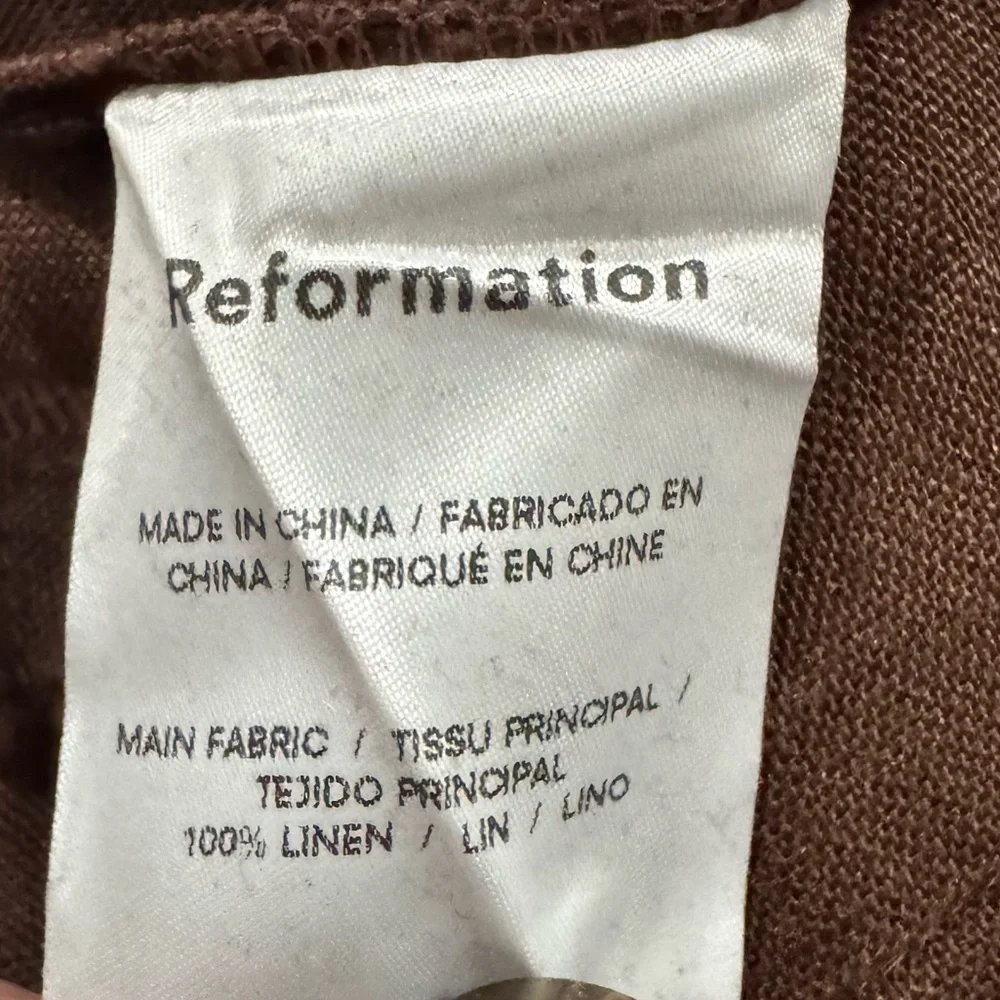 Reformation
MADE IN CHINA / FABRICADO EN
CHINA / FABRIQUÉ EN CHINE
MAIN FABRIC / TISSU PRINCIPAL /
TEJIDO PRINCIPAL
100% LINEN / LIN / LINO